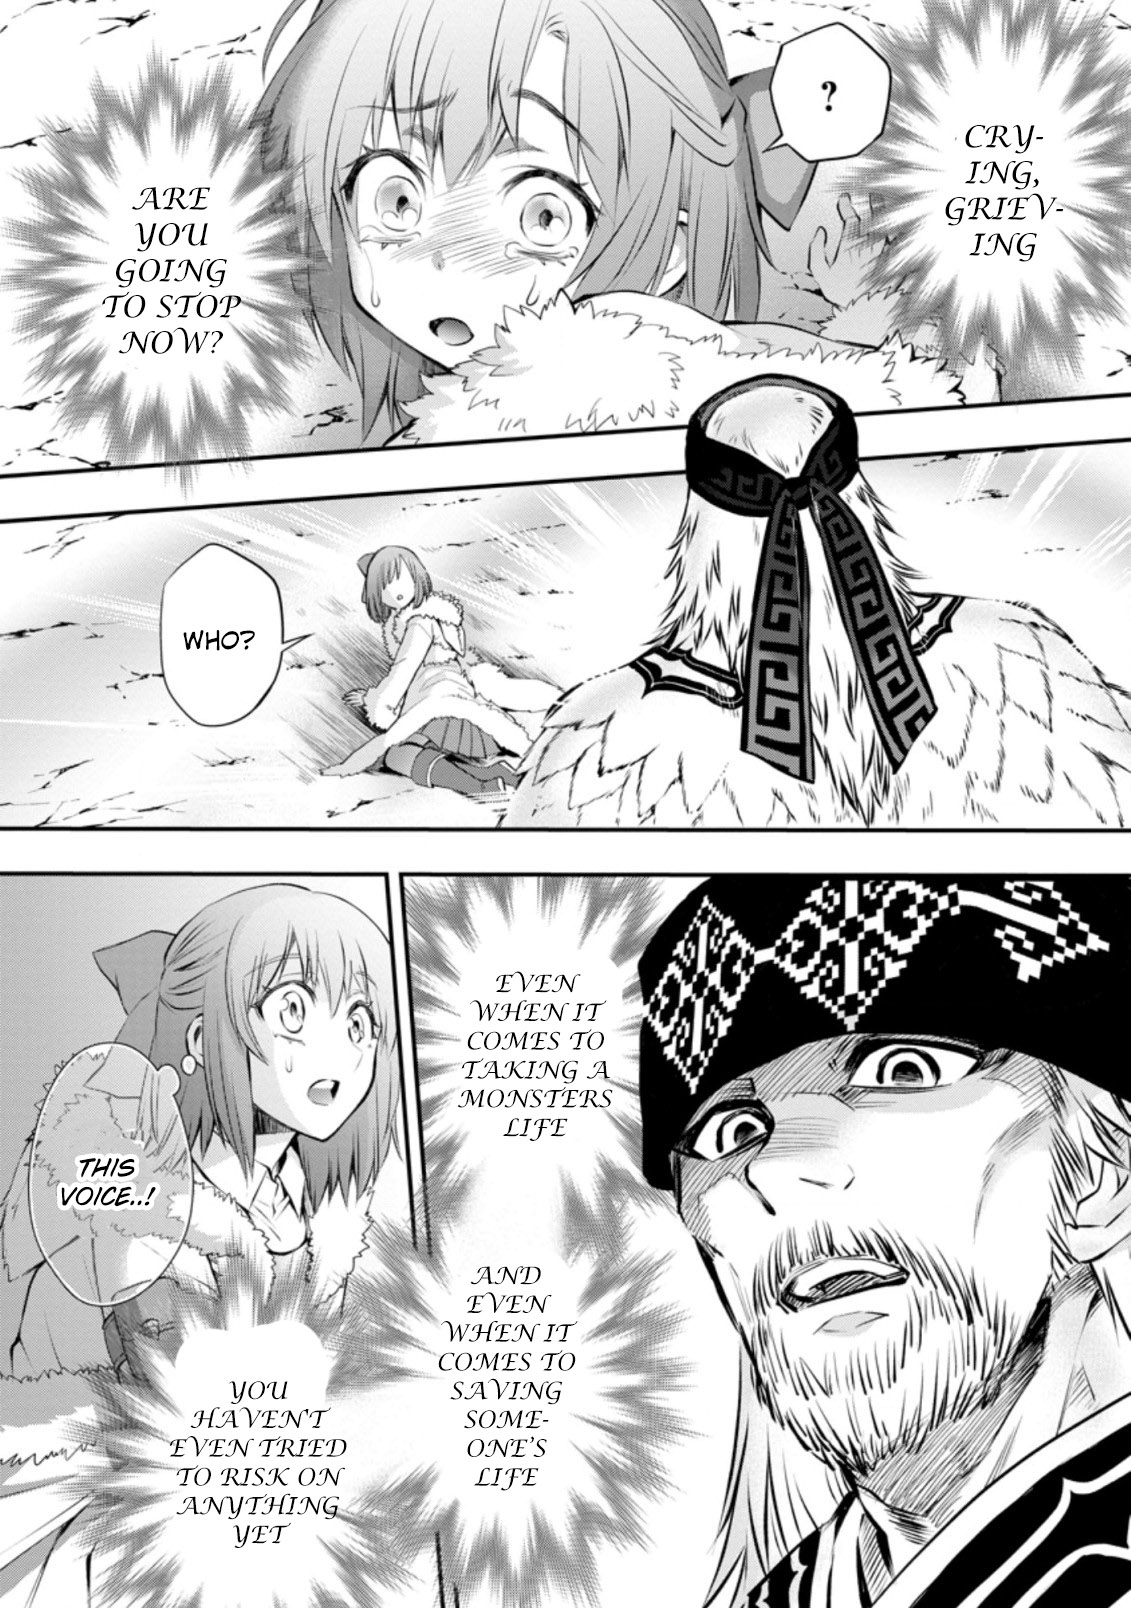 ?
CRY-
ING,
GRIEV-
ING
ARE
YOU
GOING
TO STOP
NOW?
WHO?
EVEN
WHEN IT
COMES TO
TAKING A
MONSTERS
LIFE
AND
EVEN
WHEN IT
COMES TO
SAVING
SOME-
ONE'S
LIFE
THIS
VOICE..!
YOU
HAVEN'T
EVEN TRIED
TO RISK ON
ANYTHING
YET